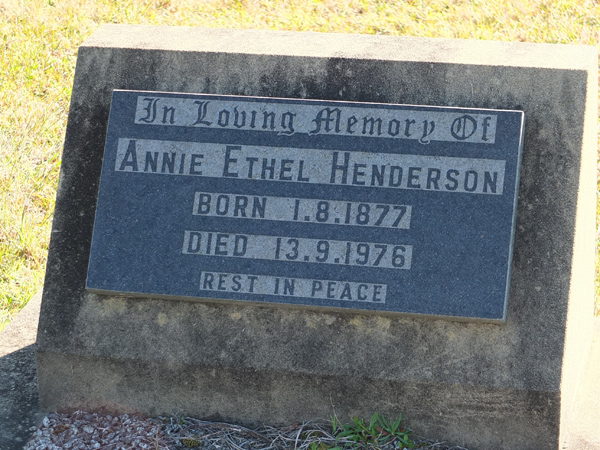 In Loving Memory Of
ANNIE ETHEL HENDERSON
BORN 1.8.1877
DIED 13.9.1976
REST IN PEACE